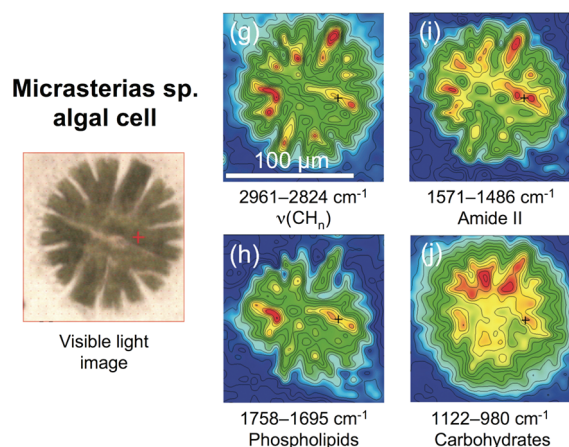 Micrasterias sp.
algal cell
Visible light
image
(g)
100 µm
2961–2824 cm-1
ν(CHn)
(i)
1571–1486 cm-1
Amide II
(h)
1758–1695 cm-1
Phospholipids
(j)
1122–980 cm-1
Carbohydrates